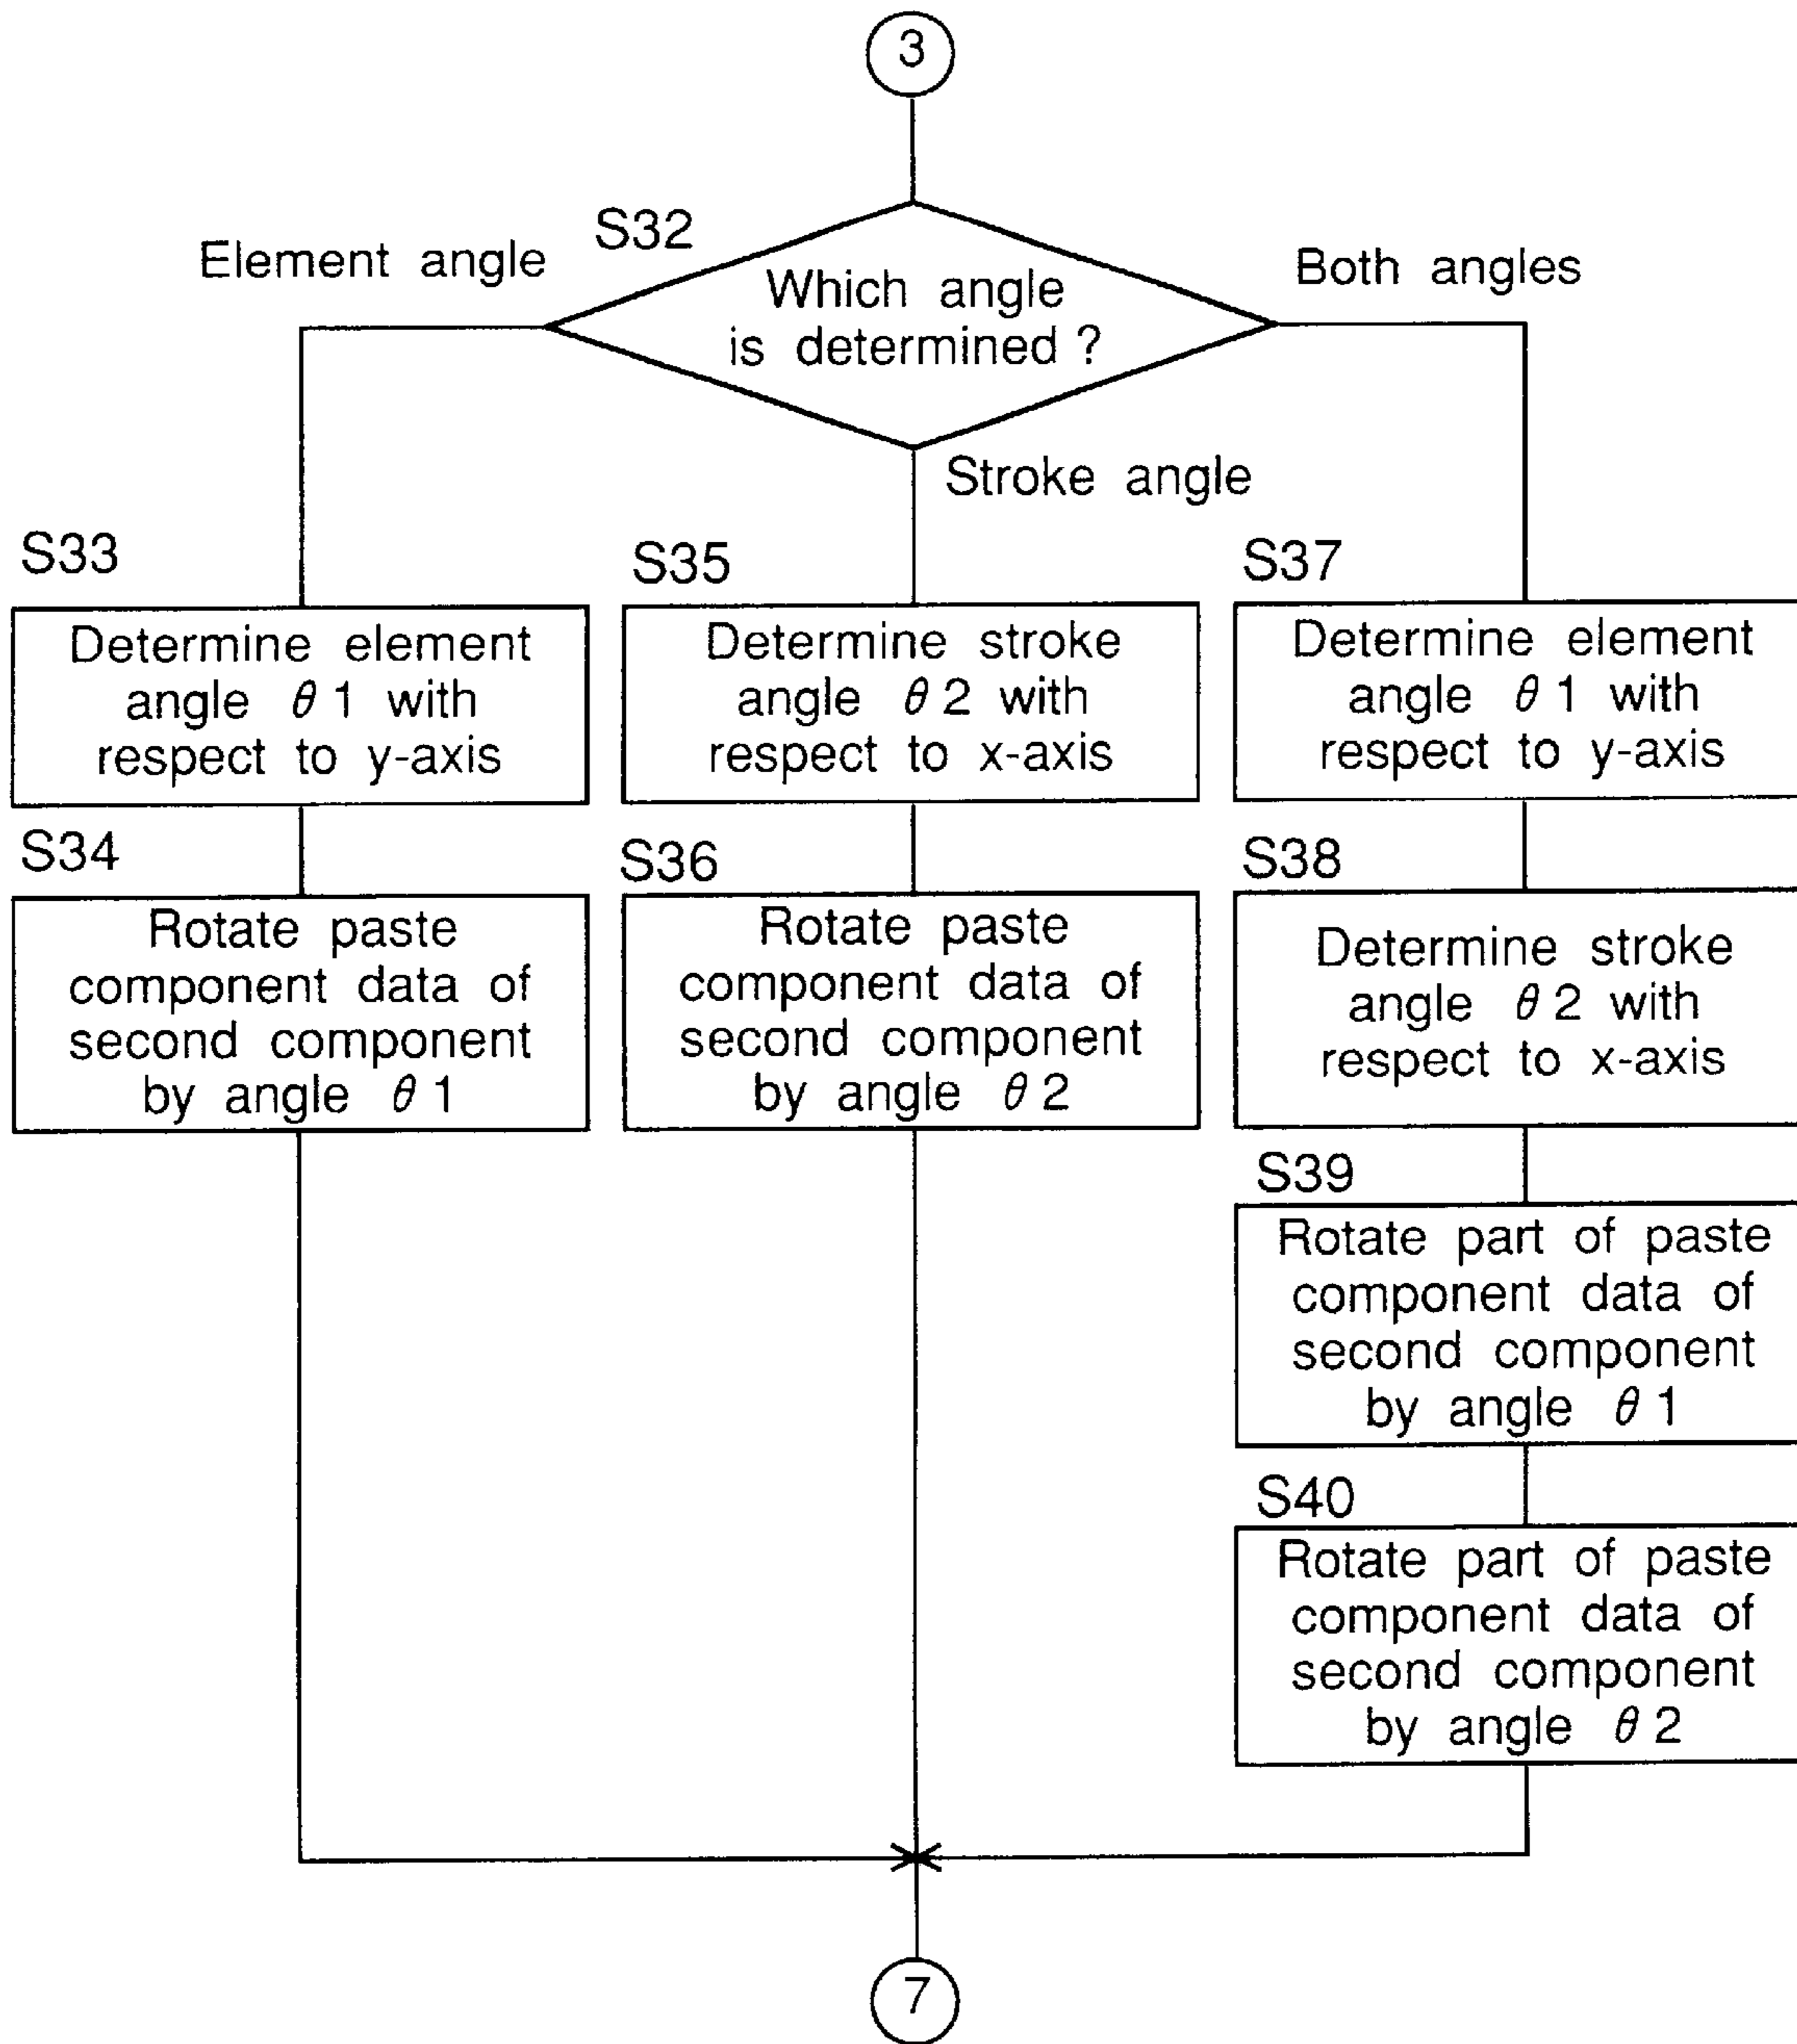 3
S32
Element angle
Both angles
Which angle
is determined ?
Stroke angle
S33
Determine element
angle θ1 with
respect to y-axis
S34
Rotate paste
component data of
second component
by angle θ1
S35
Determine stroke
angle θ2 with
respect to x-axis
S36
Rotate paste
component data of
second component
by angle θ2
S37
Determine element
angle θ1 with
respect to y-axis
S38
Determine stroke
angle θ2 with
respect to x-axis
S39
Rotate part of paste
component data of
second component
by angle θ1
S40
Rotate part of paste
component data of
second component
by angle θ2
7